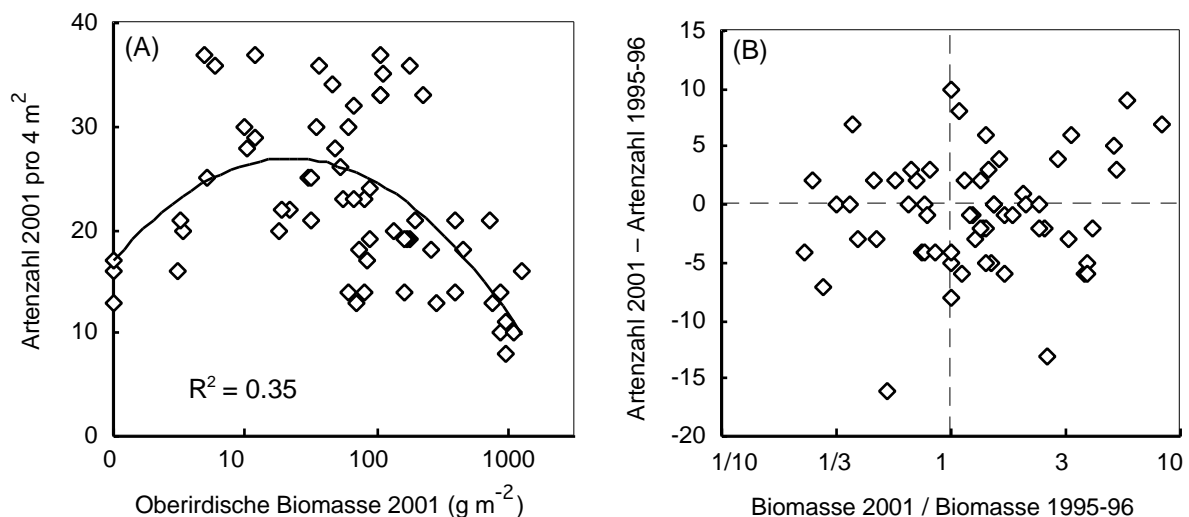 (A)
Artenzahl 2001 pro 4 m²
40
30
20
10
0
R² = 0.35
0 10 100 1000
Oberirdische Biomasse 2001 (g m⁻²)
(B)
Artenzahl 2001 – Artenzahl 1995-96
15
10
5
0
-5
-10
-15
-20
1/10 1/3 1 3 10
Biomasse 2001 / Biomasse 1995-96